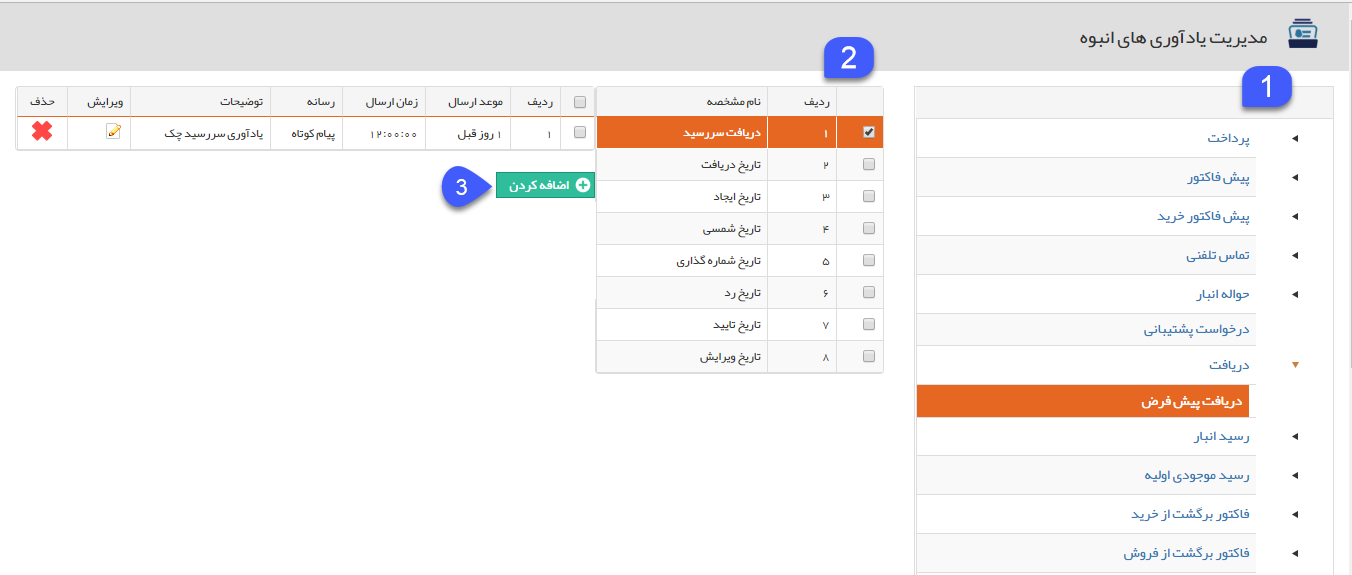 مدیریت یادآوری های انبوه
1
پرداخت
پیش فاکتور
پیش فاکتور خرید
تماس تلفنی
حواله انبار
درخواست پشتیبانی
دریافت
دریافت پیش فرض
رسید انبار
رسید موجودی اولیه
فاکتور برگشت از خرید
فاکتور برگشت از فروش
2
ردیف نام مشخصه
۱ دریافت سررسید
۲ تاریخ دریافت
۳ تاریخ ایجاد
۴ تاریخ شمسی
۵ تاریخ شماره گذاری
۶ تاریخ رد
۷ تاریخ تایید
۸ تاریخ ویرایش
ردیف موعد ارسال زمان ارسال رسانه توضیحات ویرایش حذف
۱ ۱ روز قبل ۱۲:۰۰:۰۰ پیام کوتاه یادآوری سررسید چک
اضافه کردن
3